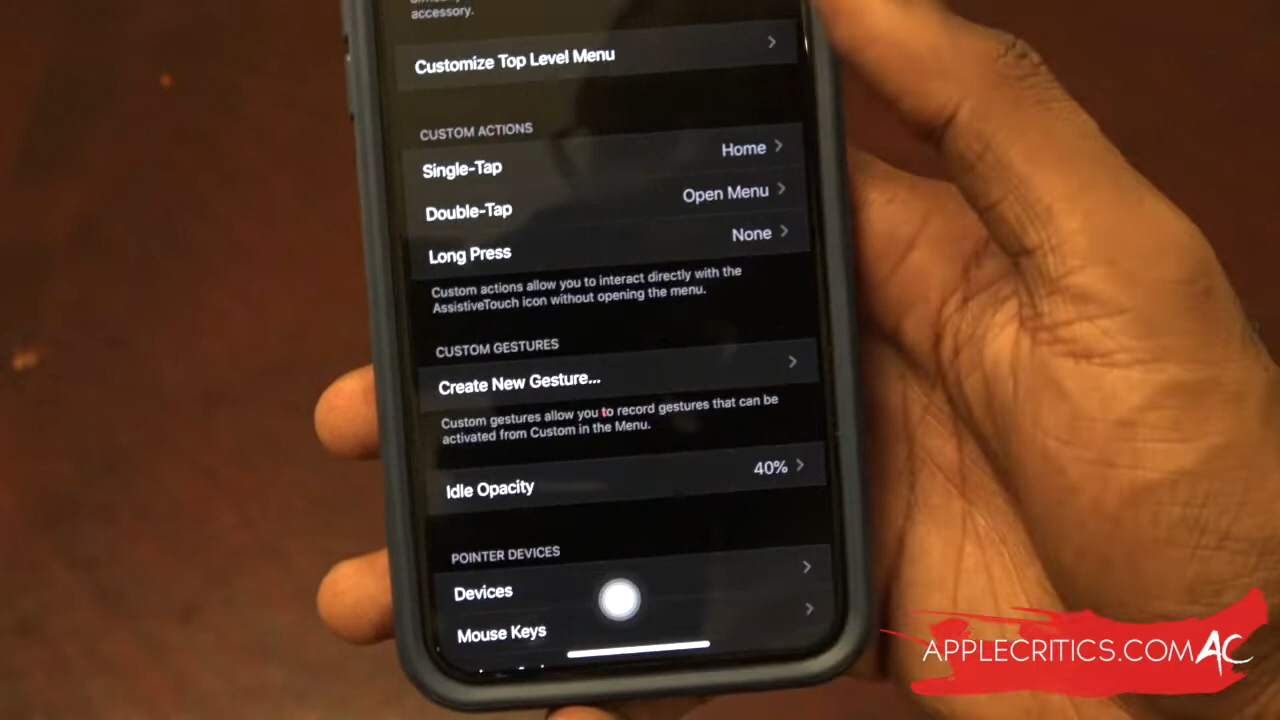 accessory.
Customize Top Level Menu
CUSTOM ACTIONS
Single-Tap Home
Double-Tap Open Menu
Long Press None
Custom actions allow you to interact directly with the
AssistiveTouch icon without opening the menu.
CUSTOM GESTURES
Create New Gesture...
Custom gestures allow you to record gestures that can be
activated from Custom in the Menu.
Idle Opacity 40%
POINTER DEVICES
Devices
Mouse Keys
APPLECRITICS.COM AC